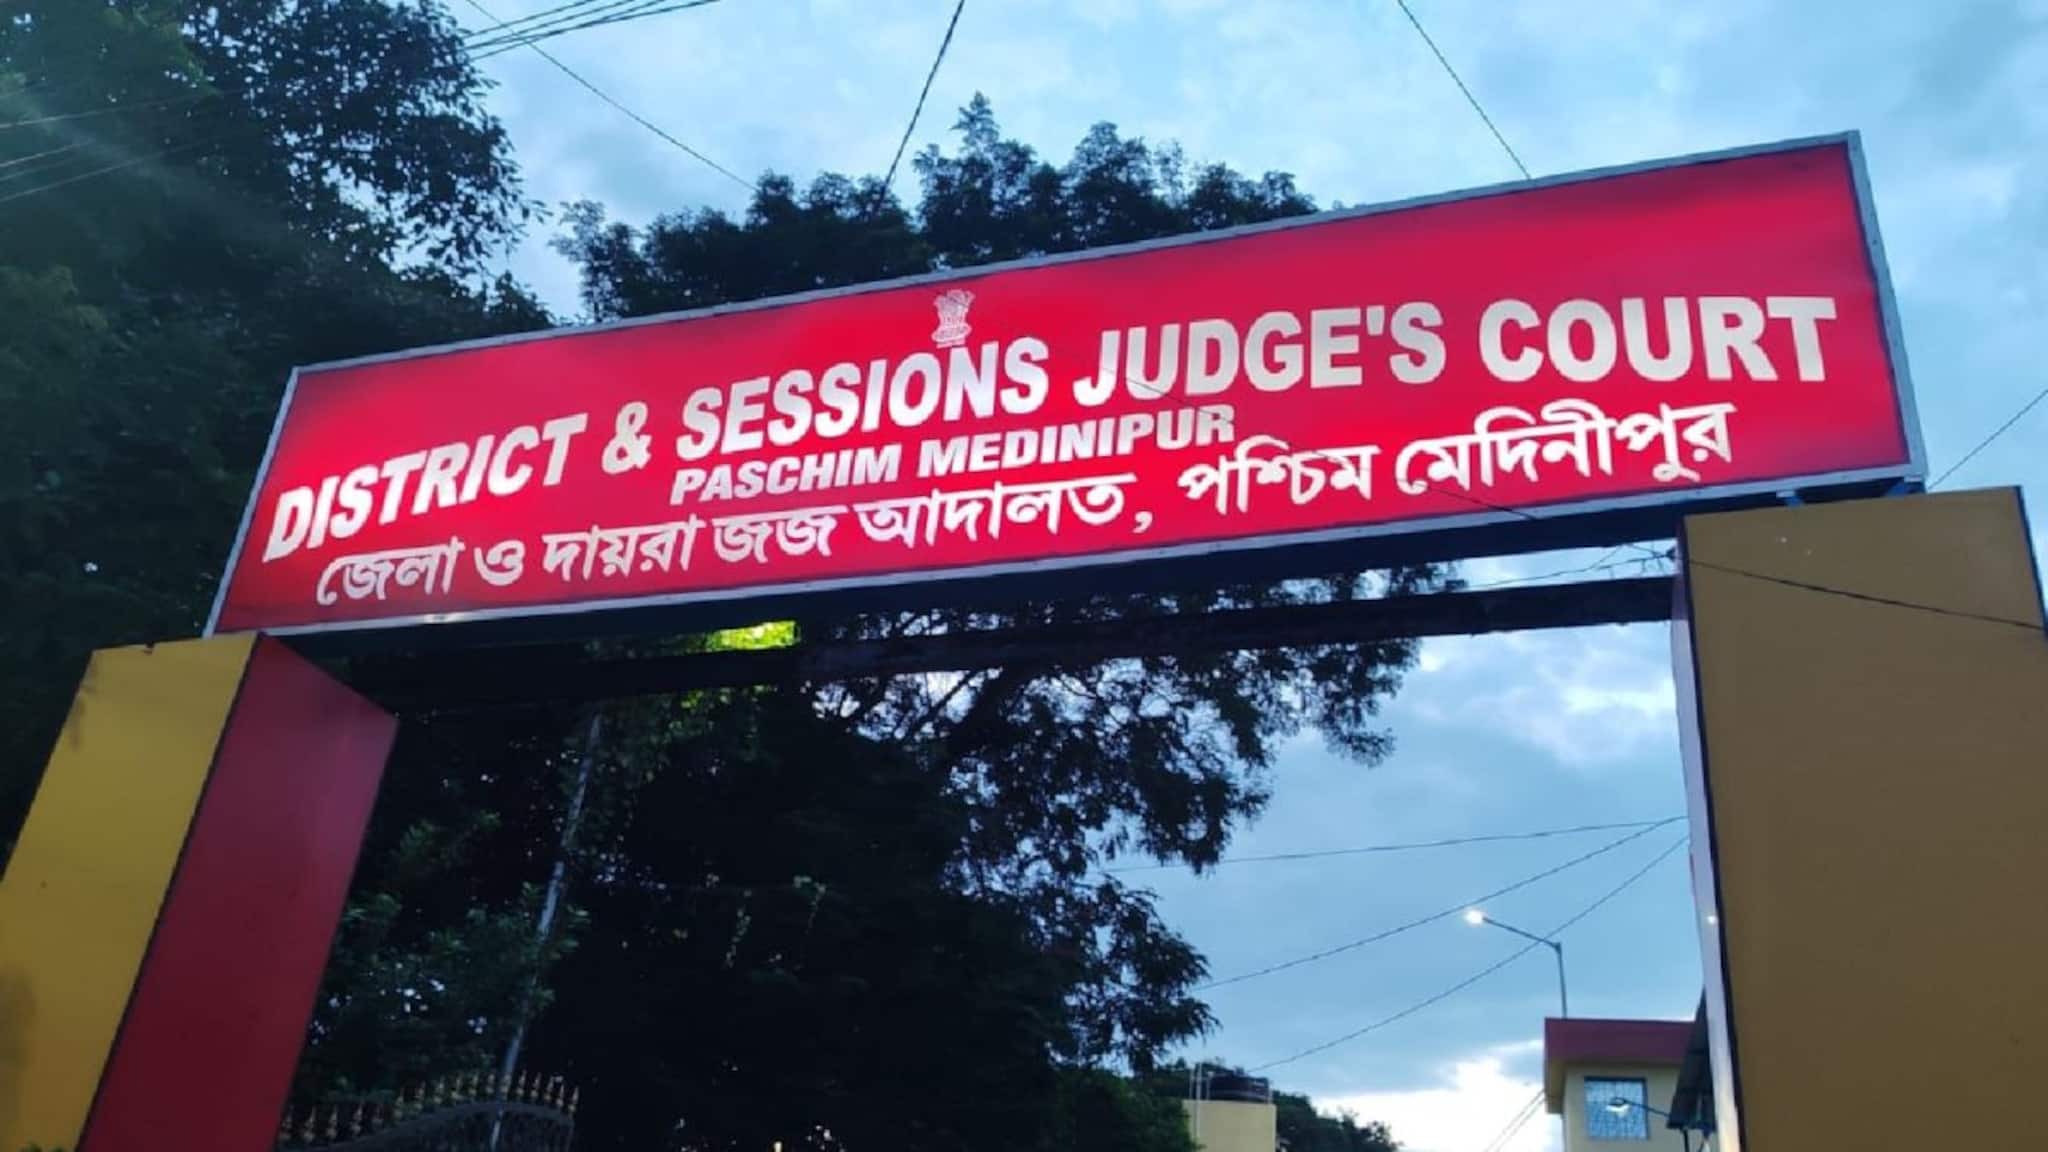 DISTRICT & SESSIONS JUDGE'S COURT
PASCHIM MEDINIPUR
জেলা ও দায়রা জজ আদালত, পশ্চিম মেদিনীপুর